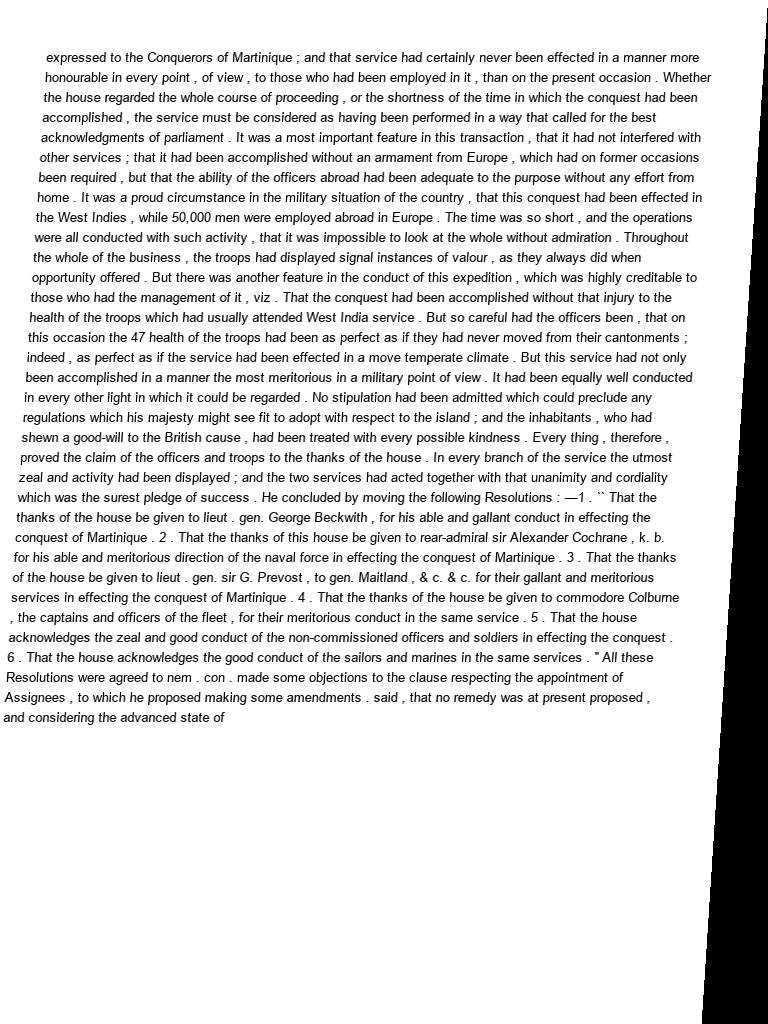 expressed to the Conquerors of Martinique ; and that service had certainly never been effected in a manner more
honourable in every point , of view , to those who had been employed in it , than on the present occasion . Whether
the house regarded the whole course of proceeding , or the shortness of the time in which the conquest had been
accomplished , the service must be considered as having been performed in a way that called for the best
acknowledgments of parliament . It was a most important feature in this transaction , that it had not interfered with
other services ; that it had been accomplished without an armament from Europe , which had on former occasions
been required , but that the ability of the officers abroad had been adequate to the purpose without any effort from
home . It was a proud circumstance in the military situation of the country , that this conquest had been effected in
the West Indies , while 50,000 men were employed abroad in Europe . The time was so short , and the operations
were all conducted with such activity , that it was impossible to look at the whole without admiration . Throughout
the whole of the business , the troops had displayed signal instances of valour , as they always did when
opportunity offered . But there was another feature in the conduct of this expedition , which was highly creditable to
those who had the management of it , viz . That the conquest had been accomplished without that injury to the
health of the troops which had usually attended West India service . But so careful had the officers been , that on
this occasion the 47 health of the troops had been as perfect as if they had never moved from their cantonments ;
indeed , as perfect as if the service had been effected in a move temperate climate . But this service had not only
been accomplished in a manner the most meritorious in a military point of view . It had been equally well conducted
in every other light in which it could be regarded . No stipulation had been admitted which could preclude any
regulations which his majesty might see fit to adopt with respect to the island ; and the inhabitants , who had
shewn a good-will to the British cause , had been treated with every possible kindness . Every thing , therefore ,
proved the claim of the officers and troops to the thanks of the house . In every branch of the service the utmost
zeal and activity had been displayed ; and the two services had acted together with that unanimity and cordiality
which was the surest pledge of success . He concluded by moving the following Resolutions : —1 . `` That the
thanks of the house be given to lieut . gen. George Beckwith , for his able and gallant conduct in effecting the
conquest of Martinique . 2 . That the thanks of this house be given to rear-admiral sir Alexander Cochrane , k. b.
for his able and meritorious direction of the naval force in effecting the conquest of Martinique . 3 . That the thanks
of the house be given to lieut . gen. sir G. Prevost , to gen. Maitland , & c. & c. for their gallant and meritorious
services in effecting the conquest of Martinique . 4 . That the thanks of the house be given to commodore Colburne
, the captains and officers of the fleet , for their meritorious conduct in the same service . 5 . That the house
acknowledges the zeal and good conduct of the non-commissioned officers and soldiers in effecting the conquest .
6 . That the house acknowledges the good conduct of the sailors and marines in the same services . " All these
Resolutions were agreed to nem . con . made some objections to the clause respecting the appointment of
Assignees , to which he proposed making some amendments . said , that no remedy was at present proposed ,
and considering the advanced state of